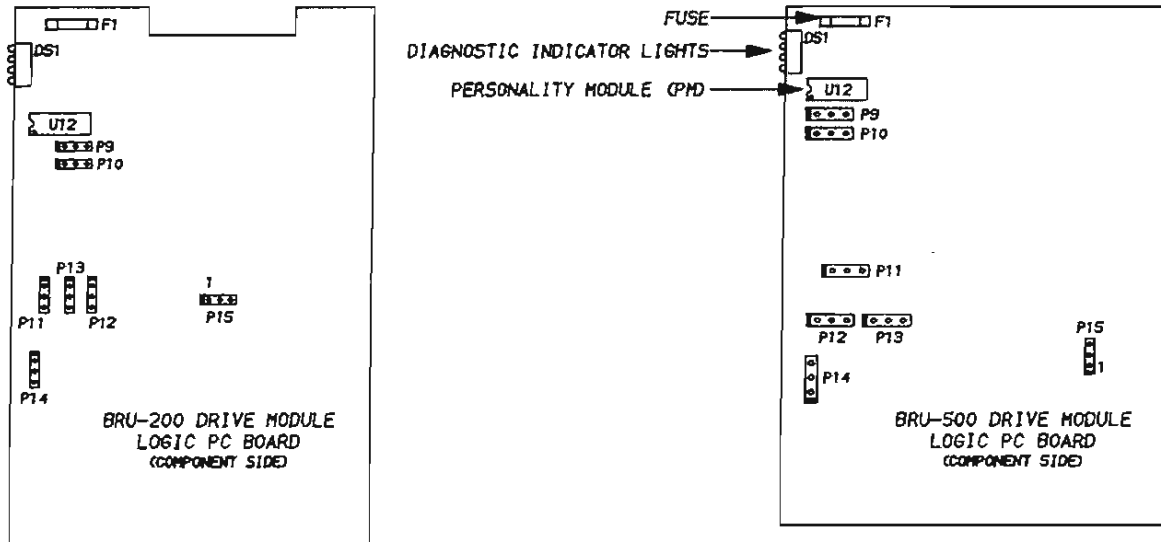 F1
DS1
U12
P9
P10
P13
P11
P12
1
P15
P14
BRU-200 DRIVE MODULE
LOGIC PC BOARD
(COMPONENT SIDE)
FUSE
DIAGNOSTIC INDICATOR LIGHTS
PERSONALITY MODULE (PM)
F1
DS1
U12
P9
P10
P11
P12
P13
P15
1
P14
BRU-500 DRIVE MODULE
LOGIC PC BOARD
(COMPONENT SIDE)